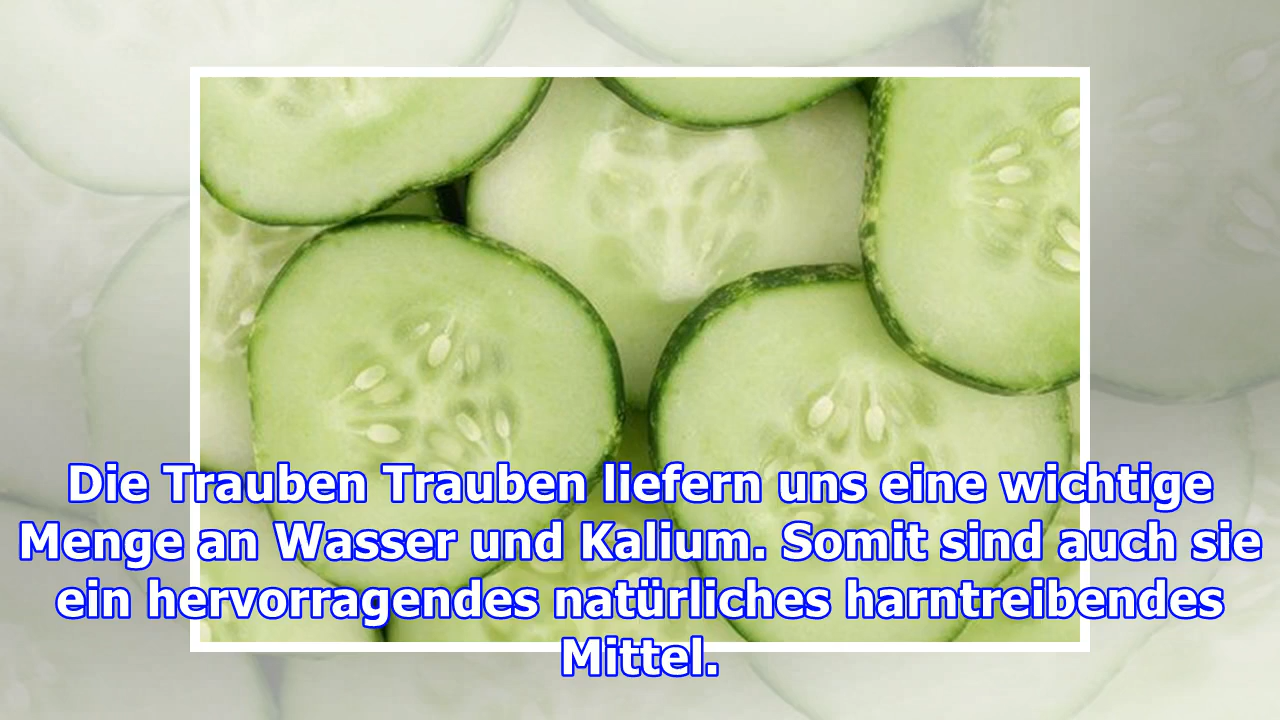 Die Trauben Trauben liefern uns eine wichtige
Menge an Wasser und Kalium. Somit sind auch sie
ein hervorragendes natürliches harntreibendes
Mittel.